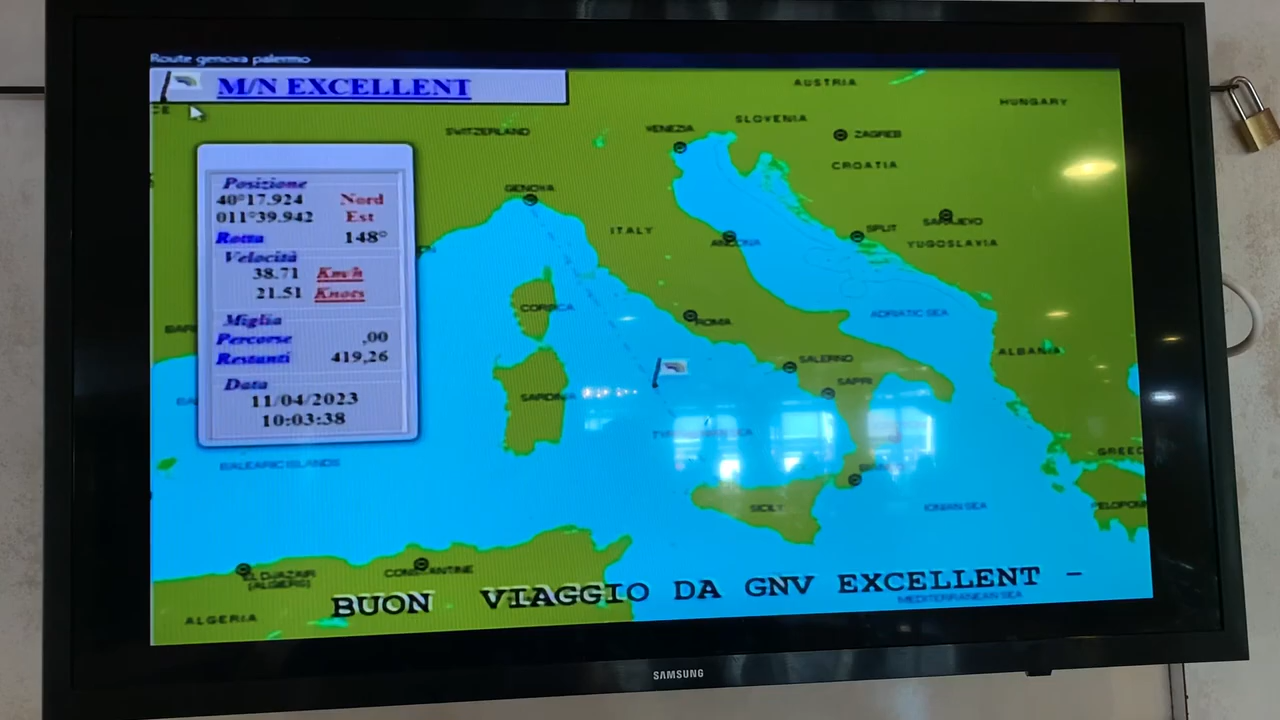 Route genova palermo
M/N EXCELLENT
AUSTRIA
HUNGARY
SLOVENIA
SWITZERLAND
VENEZIA
ZAGREB
CROATIA
Posizione
40°17.924 Nord
011°39.942 Est
Rotta 148°
Velocità
38.71 Km/h
21.51 Knots
Miglia
Percorse ,00
Restanti 419,26
Data
11/04/2023
10:03:38
GENOVA
ITALY
ANCONA
SPLIT
SARAJEVO
YUGOSLAVIA
CORSICA
ROMA
ADRIATIC SEA
ALBANIA
SALERNO
SAPRI
SARDINIA
BALEARIC ISLANDS
GREEC
SICILY
IONIAN SEA
PELOPON
EL DJAZAIR
(ALGIERS)
CONSTANTINE
ALGERIA
BUON VIAGGIO DA GNV EXCELLENT -
MEDITERRANEAN SEA
SAMSUNG